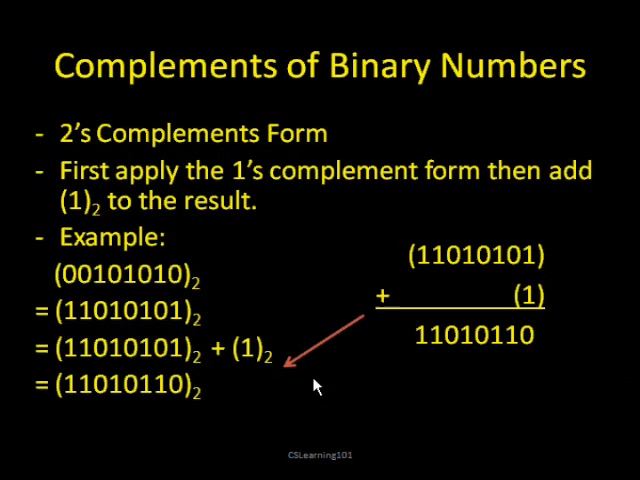 Complements of Binary Numbers
- 2's Complements Form
- First apply the 1's complement form then add
(1)₂ to the result.
- Example:
(00101010)₂
= (11010101)₂
= (11010101)₂ + (1)₂
= (11010110)₂
(11010101)
+ (1)
11010110
CSLearning101